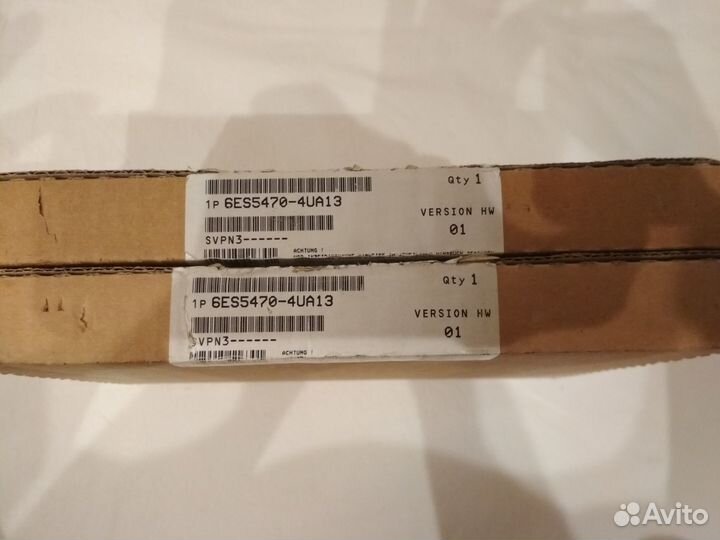 Qty 1
1P 6ES5470-4UA13
VERSION HW
01
SVPN3------
ACHTUNG !
Qty 1
1P 6ES5470-4UA13
VERSION HW
01
SVPN3------
ACHTUNG !
Avito